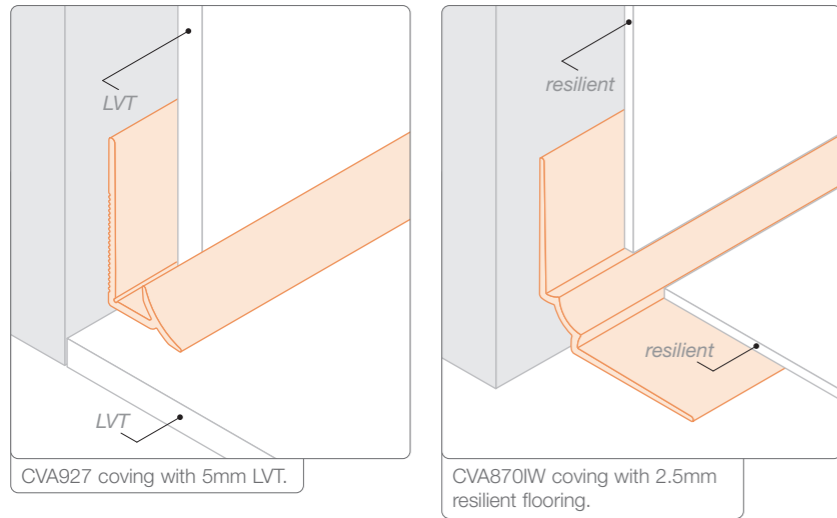 LVT
LVT
CVA927 coving with 5mm LVT.
resilient
resilient
CVA870IW coving with 2.5mm
resilient flooring.